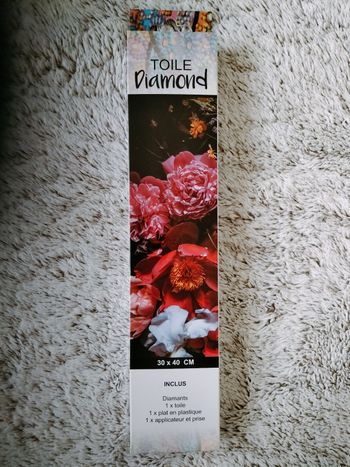 TOILE
Diamond
30 x 40 CM
INCLUS
Diamants
1 x toile
1 x plat en plastique
1 x applicateur et prise